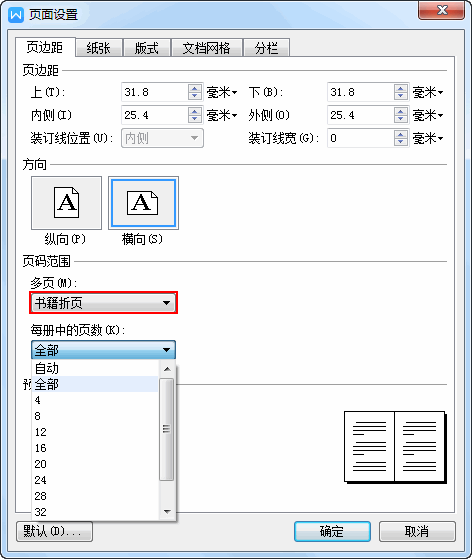 页面设置
页边距 纸张 版式 文档网格 分栏
页边距
上(T): 31.8 毫米 下(B): 31.8 毫米
内侧(I) 25.4 毫米 外侧(O) 25.4 毫米
装订线位置(U): 内侧 装订线宽(G): 0 毫米
方向
A A
纵向(P) 横向(S)
页码范围
多页(M):
书籍折页
每册中的页数(K):
全部
自动
全部
4
8
12
16
20
24
28
32
默认(D)... 确定 取消